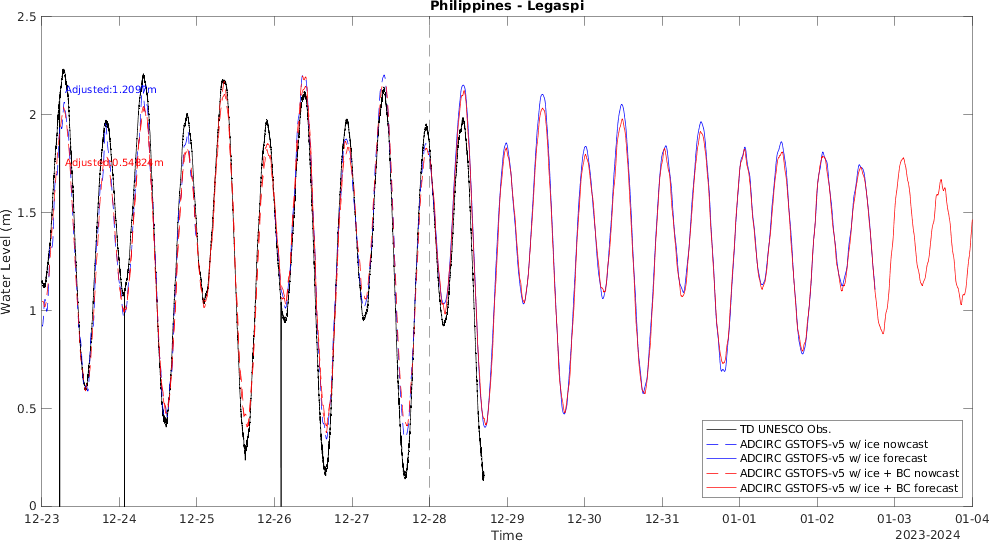 Philippines - Legaspi
2.5
2
1.5
1
0.5
0
Water Level (m)
Adjusted:1.2097m
Adjusted:0.54824m
TD UNESCO Obs.
ADCIRC GSTOFS-v5 w/ ice nowcast
ADCIRC GSTOFS-v5 w/ ice forecast
ADCIRC GSTOFS-v5 w/ ice + BC nowcast
ADCIRC GSTOFS-v5 w/ ice + BC forecast
12-23 12-24 12-25 12-26 12-27 12-28 12-29 12-30 12-31 01-01 01-02 01-03 01-04
Time
2023-2024